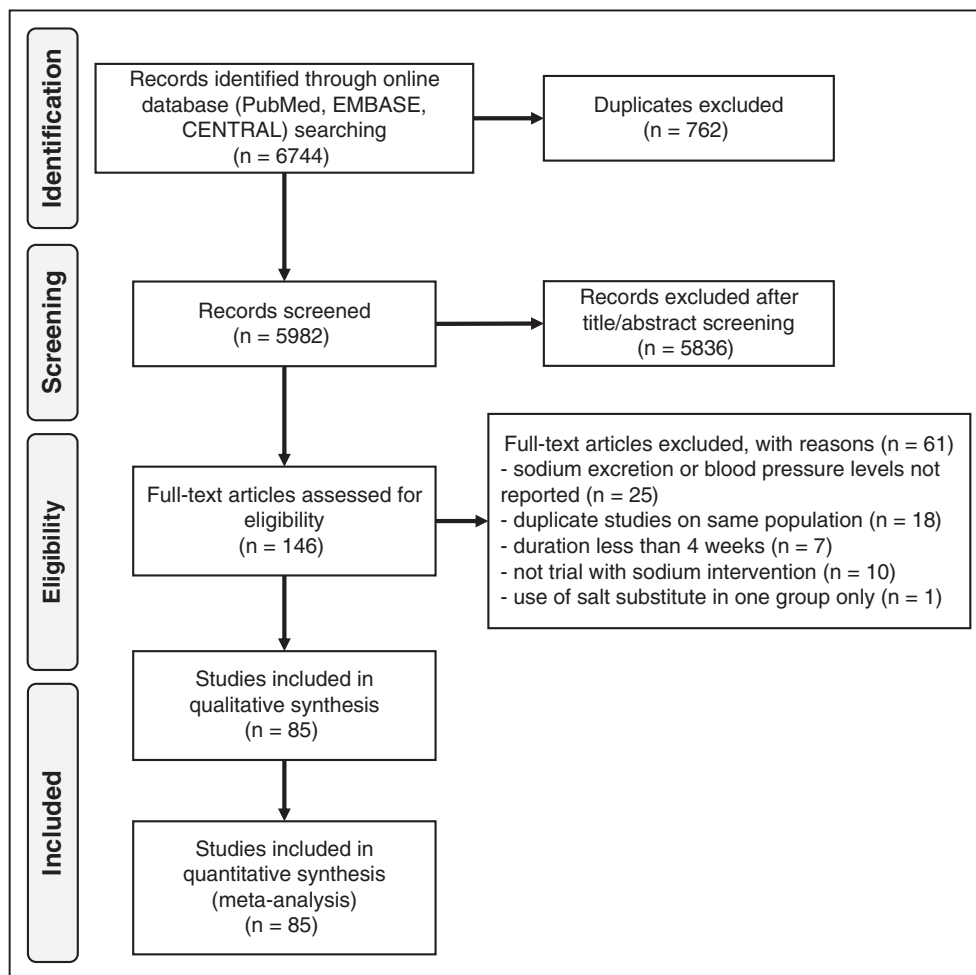 Identification
Records identified through online
database (PubMed, EMBASE,
CENTRAL) searching
(n = 6744)
Duplicates excluded
(n = 762)
Screening
Records screened
(n = 5982)
Records excluded after
title/abstract screening
(n = 5836)
Eligibility
Full-text articles assessed for
eligibility
(n = 146)
Full-text articles excluded, with reasons (n = 61)
- sodium excretion or blood pressure levels not
reported (n = 25)
- duplicate studies on same population (n = 18)
- duration less than 4 weeks (n = 7)
- not trial with sodium intervention (n = 10)
- use of salt substitute in one group only (n = 1)
Included
Studies included in
qualitative synthesis
(n = 85)
Studies included in
quantitative synthesis
(meta-analysis)
(n = 85)